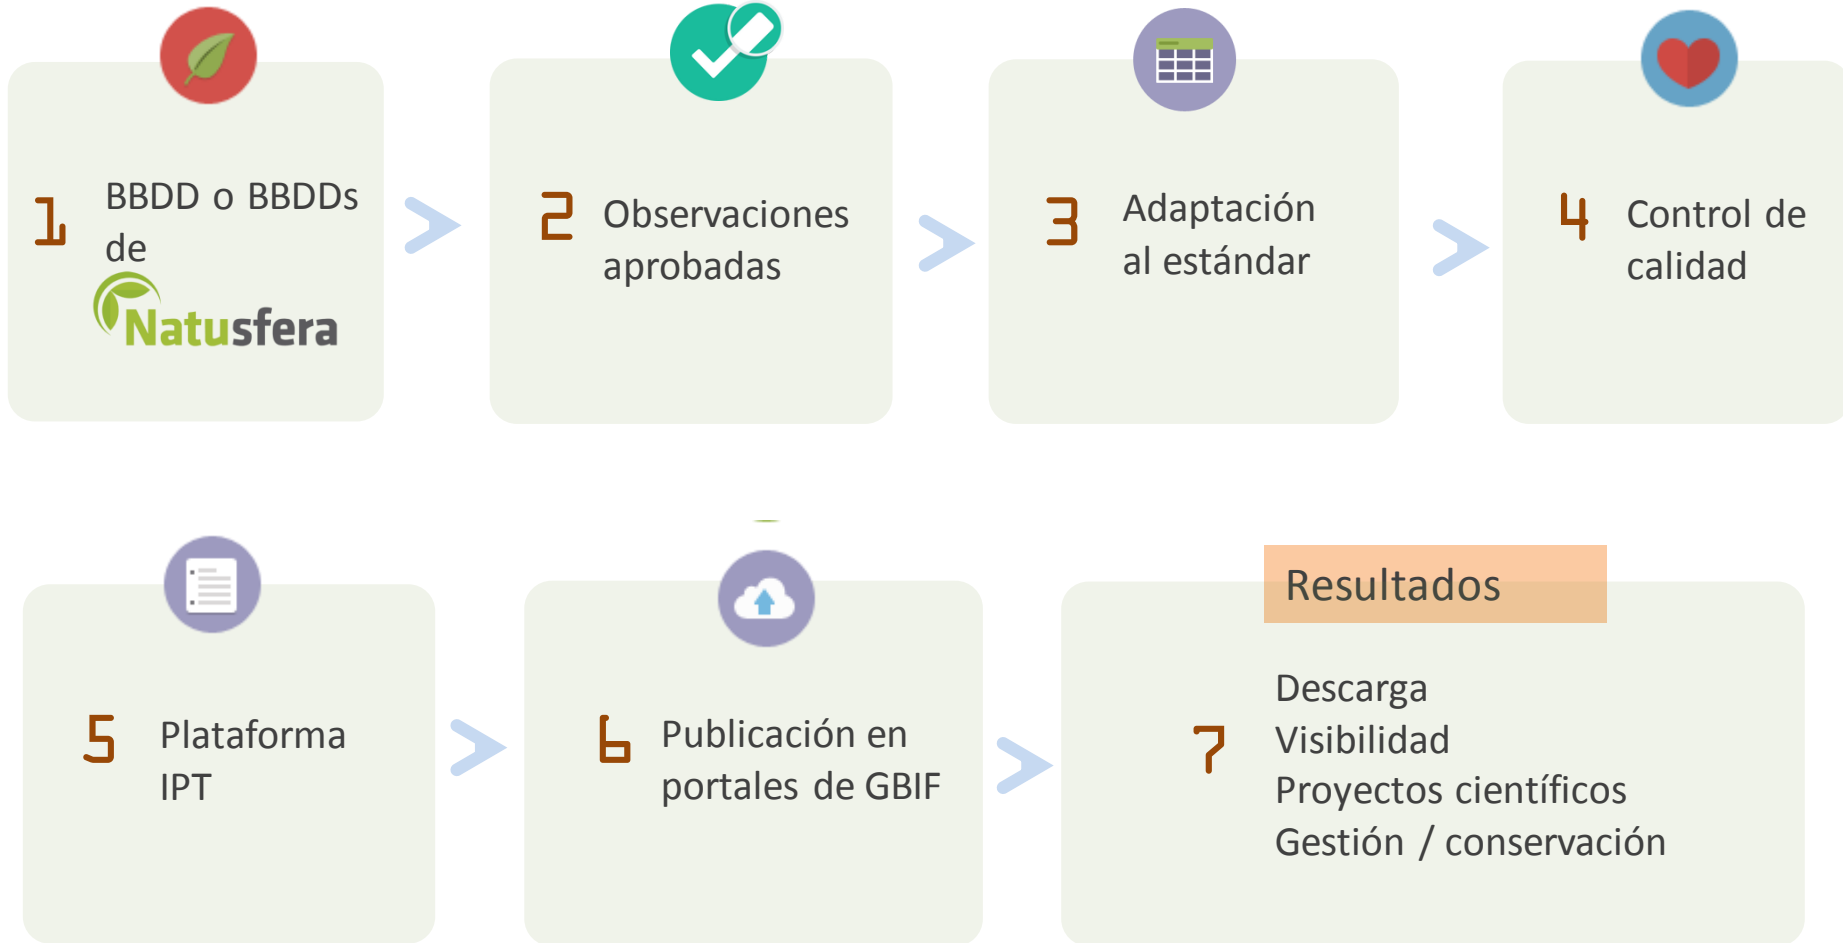 1 BBDD o BBDDs
de
Natusfera
2 Observaciones
aprobadas
3 Adaptación
al estándar
4 Control de
calidad
5 Plataforma
IPT
6 Publicación en
portales de GBIF
Resultados
7 Descarga
Visibilidad
Proyectos científicos
Gestión / conservación